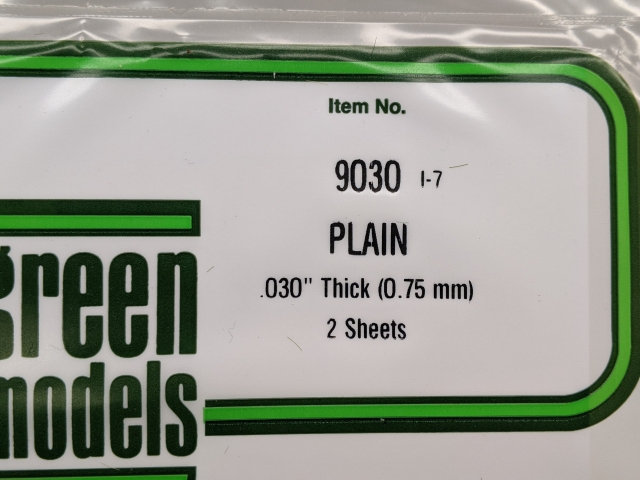 Item No.
9030 I-7
PLAIN
.030" Thick (0.75 mm)
2 Sheets
green
models